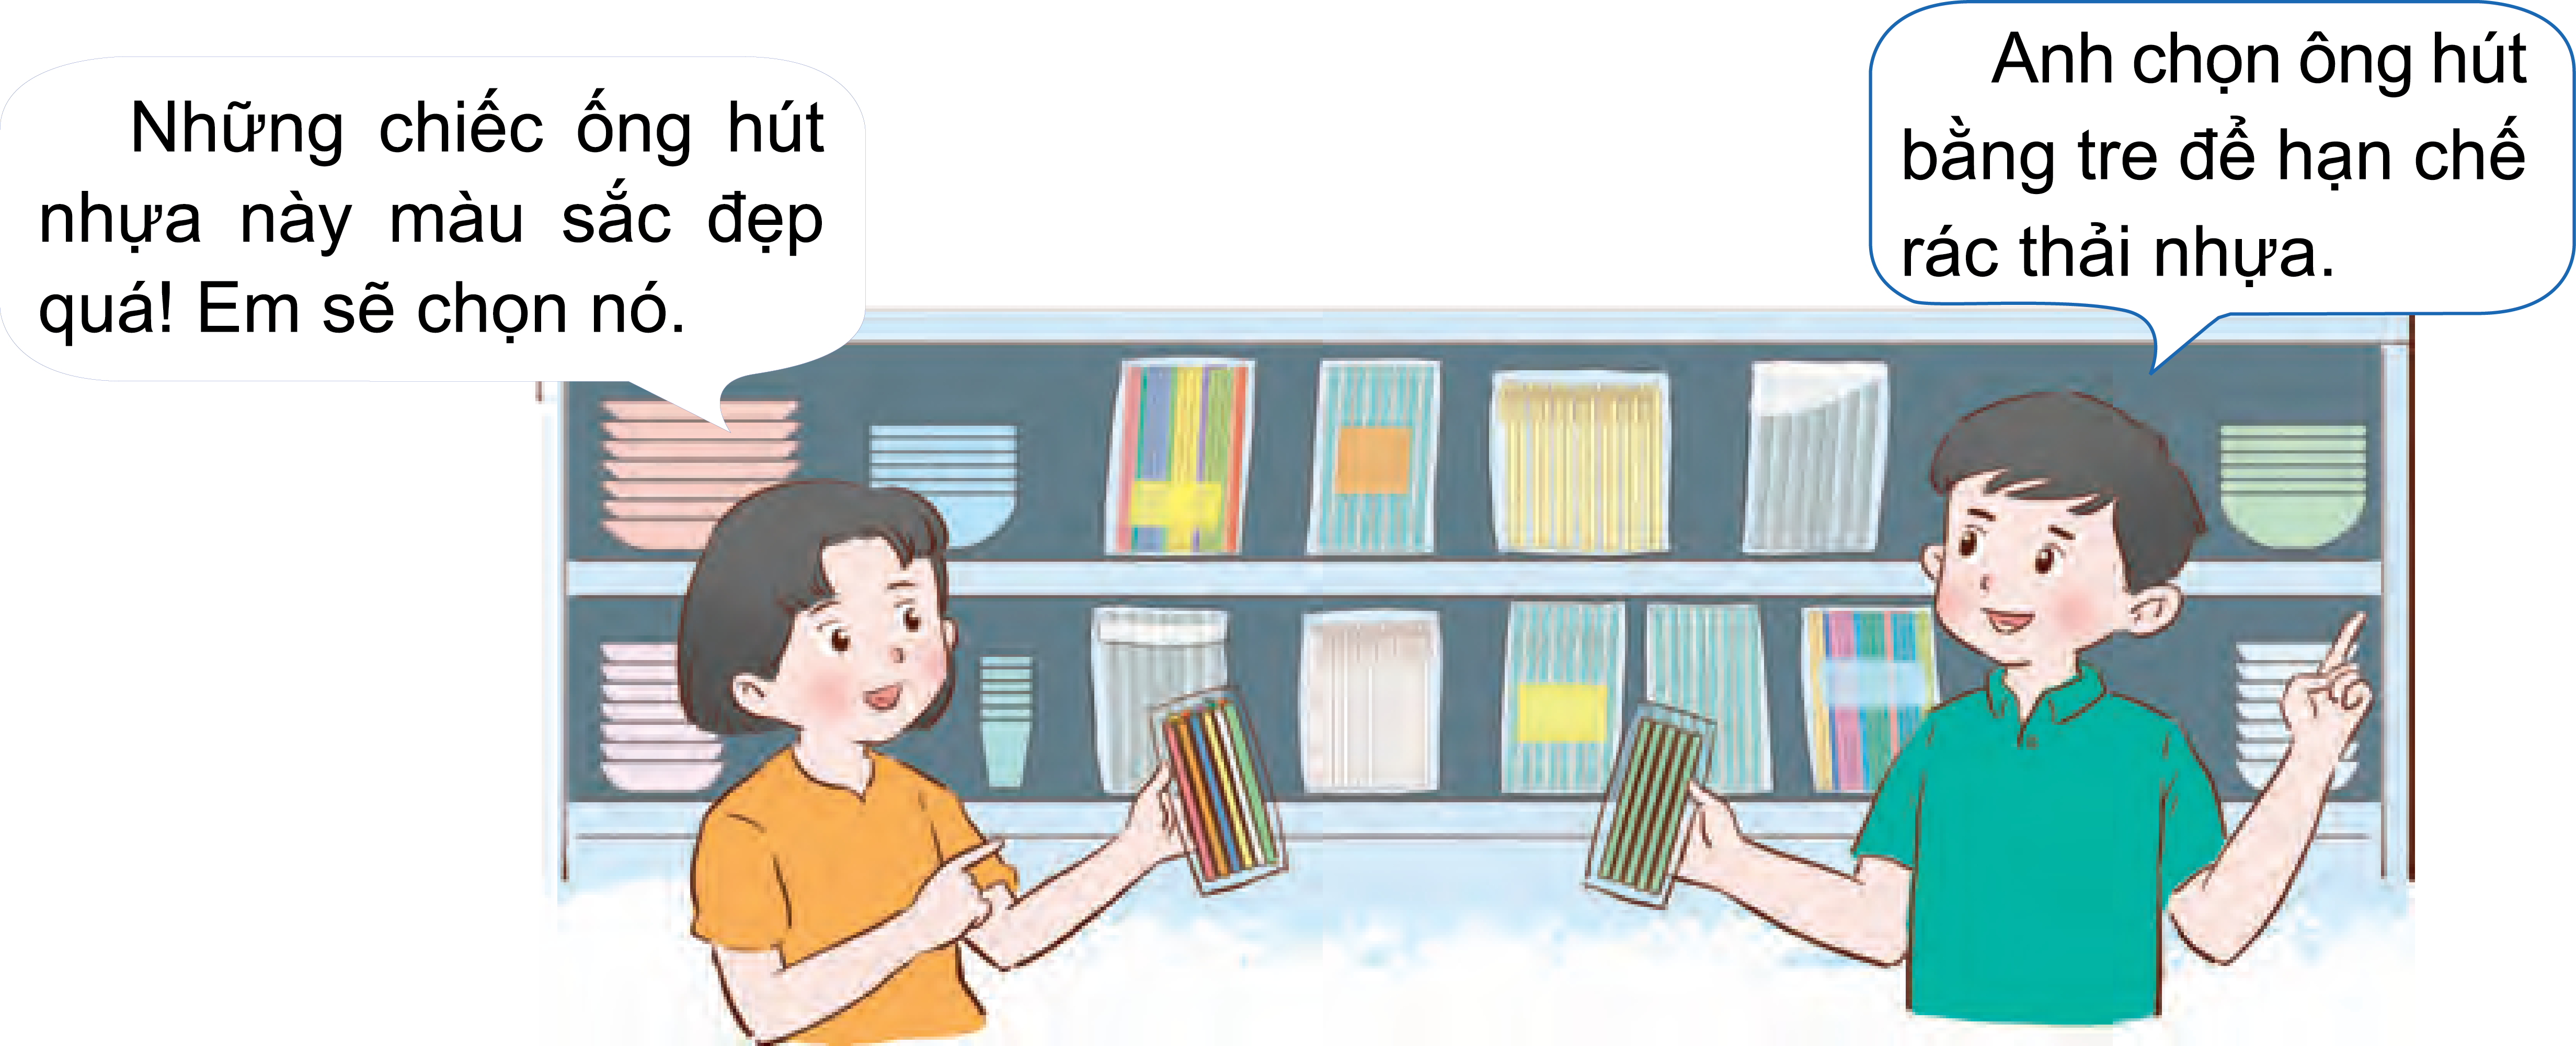 Những chiếc ống hút
nhựa này màu sắc đẹp
quá! Em sẽ chọn nó.
Anh chọn ông hút
bằng tre để hạn chế
rác thải nhựa.